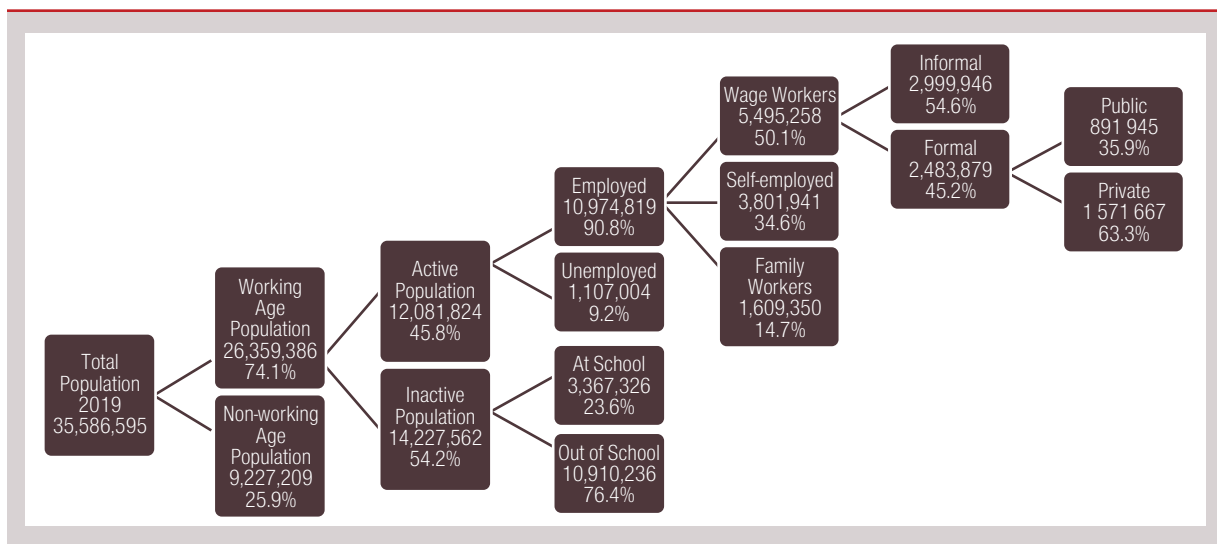 Total
Population
2019
35,586,595
Working
Age
Population
26,359,386
74.1%
Non-working
Age
Population
9,227,209
25.9%
Active
Population
12,081,824
45.8%
Inactive
Population
14,227,562
54.2%
Employed
10,974,819
90.8%
Unemployed
1,107,004
9.2%
At School
3,367,326
23.6%
Out of School
10,910,236
76.4%
Wage Workers
5,495,258
50.1%
Self-employed
3,801,941
34.6%
Family
Workers
1,609,350
14.7%
Informal
2,999,946
54.6%
Formal
2,483,879
45.2%
Public
891 945
35.9%
Private
1 571 667
63.3%